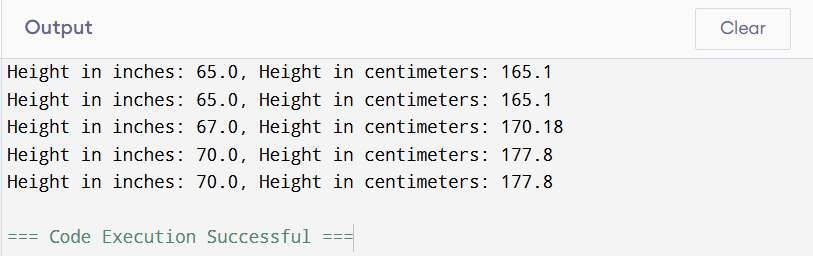 Output
Clear
Height in inches: 65.0, Height in centimeters: 165.1
Height in inches: 65.0, Height in centimeters: 165.1
Height in inches: 67.0, Height in centimeters: 170.18
Height in inches: 70.0, Height in centimeters: 177.8
Height in inches: 70.0, Height in centimeters: 177.8
=== Code Execution Successful ===